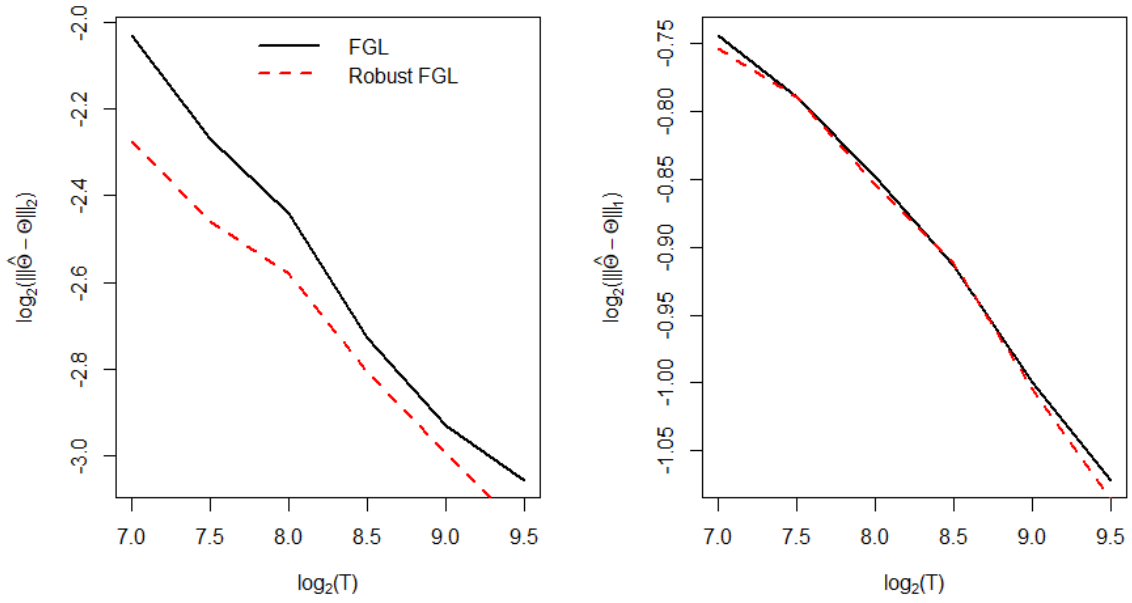 FGL
Robust FGL
-2.0
-2.2
-2.4
-2.6
-2.8
-3.0
log₂(|||Θ̂ − Θ|||₂)
7.0 7.5 8.0 8.5 9.0 9.5
log₂(T)
-0.75
-0.80
-0.85
-0.90
-0.95
-1.00
-1.05
log₂(|||Θ̂ − Θ|||₁)
7.0 7.5 8.0 8.5 9.0 9.5
log₂(T)